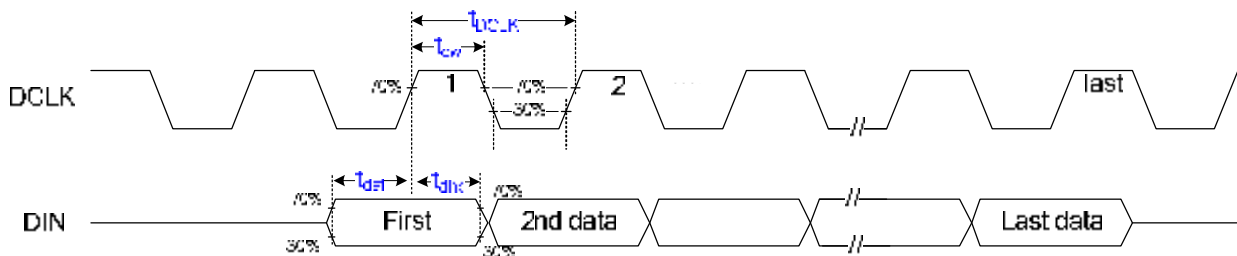 tDCLK
tcw
DCLK
70%
1
70%
30%
2
last
tdst
tdht
70%
70%
DIN
First
2nd data
Last data
30%
30%